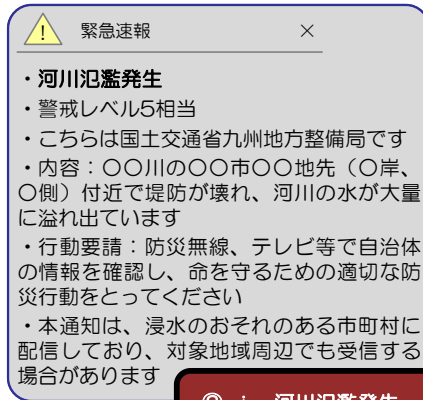 ! 緊急速報 ×
・河川氾濫発生
・警戒レベル5相当
・こちらは国土交通省九州地方整備局です
・内容：〇〇川の〇〇市〇〇地先（〇岸、
〇側）付近で堤防が壊れ、河川の水が大量
に溢れ出ています
・行動要請：防災無線、テレビ等で自治体
の情報を確認し、命を守るための適切な防
災行動をとってください
・本通知は、浸水のおそれのある市町村に
配信しており、対象地域周辺でも受信する
場合があります
河川氾濫発生